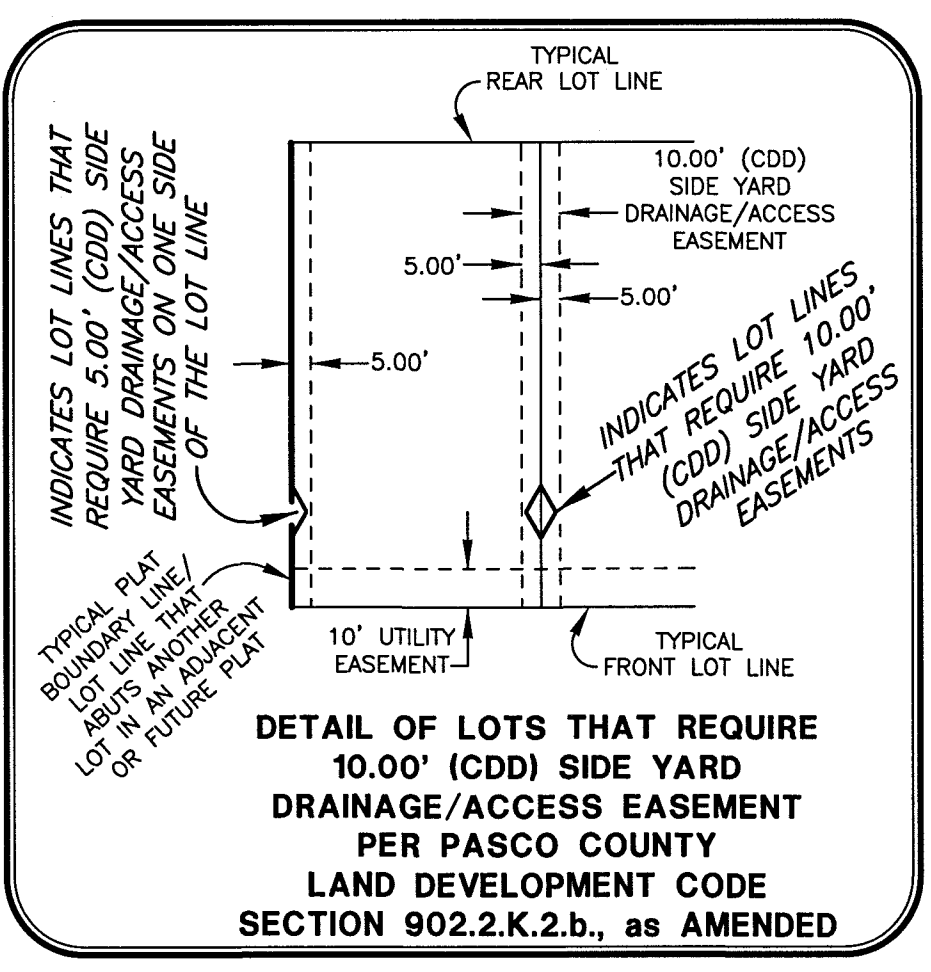 TYPICAL
REAR LOT LINE
INDICATES LOT LINES THAT
REQUIRE 5.00' (CDD) SIDE
YARD DRAINAGE/ACCESS
EASEMENTS ON ONE SIDE
OF THE LOT LINE
10.00' (CDD)
SIDE YARD
DRAINAGE/ACCESS
EASEMENT
5.00'
5.00'
5.00'
INDICATES LOT LINES
THAT REQUIRE 10.00'
(CDD) SIDE YARD
DRAINAGE/ACCESS
EASEMENTS
TYPICAL PLAT
BOUNDARY LINE/
LOT LINE THAT
ABUTS ANOTHER
LOT IN AN ADJACENT
OR FUTURE PLAT
10' UTILITY
EASEMENT
TYPICAL
FRONT LOT LINE
DETAIL OF LOTS THAT REQUIRE
10.00' (CDD) SIDE YARD
DRAINAGE/ACCESS EASEMENT
PER PASCO COUNTY
LAND DEVELOPMENT CODE
SECTION 902.2.K.2.b., as AMENDED